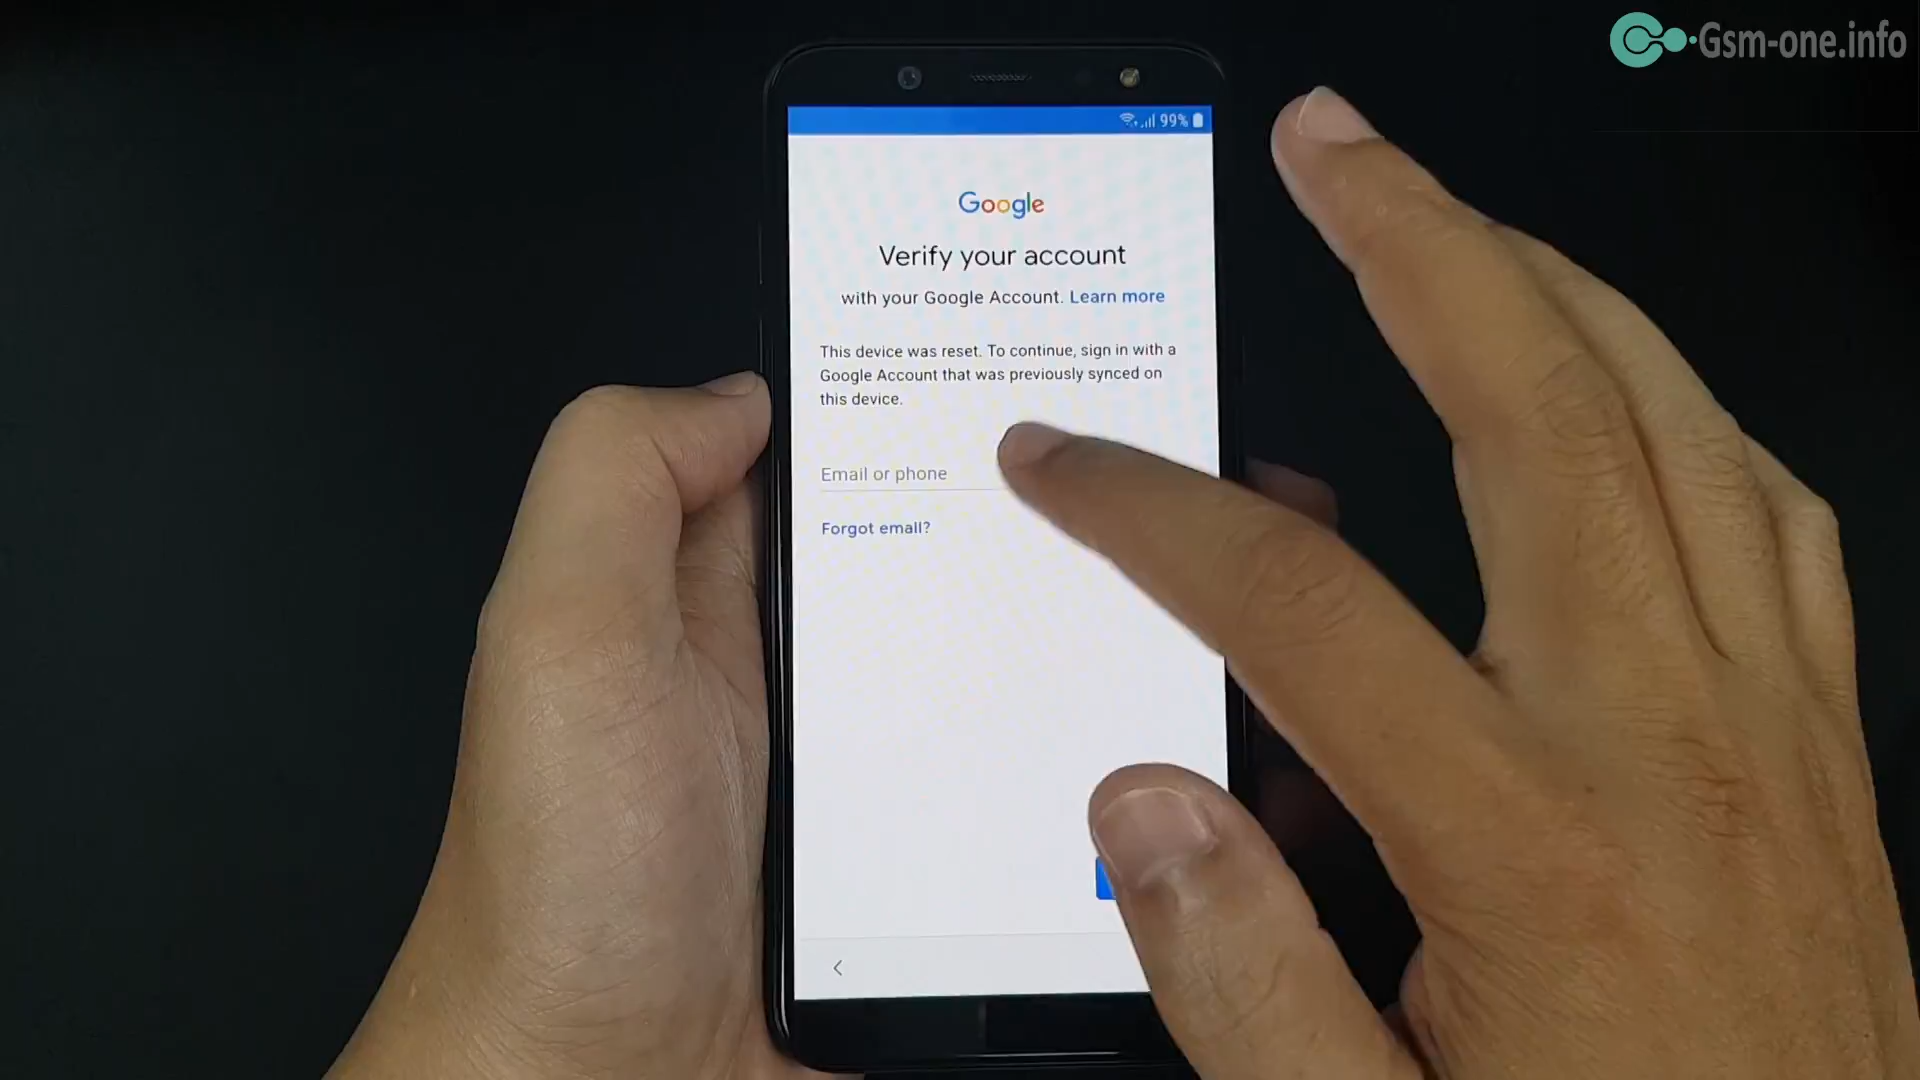 Gsm-one.info
99%
Google
Verify your account
with your Google Account. Learn more
This device was reset. To continue, sign in with a
Google Account that was previously synced on
this device.
Email or phone
Forgot email?